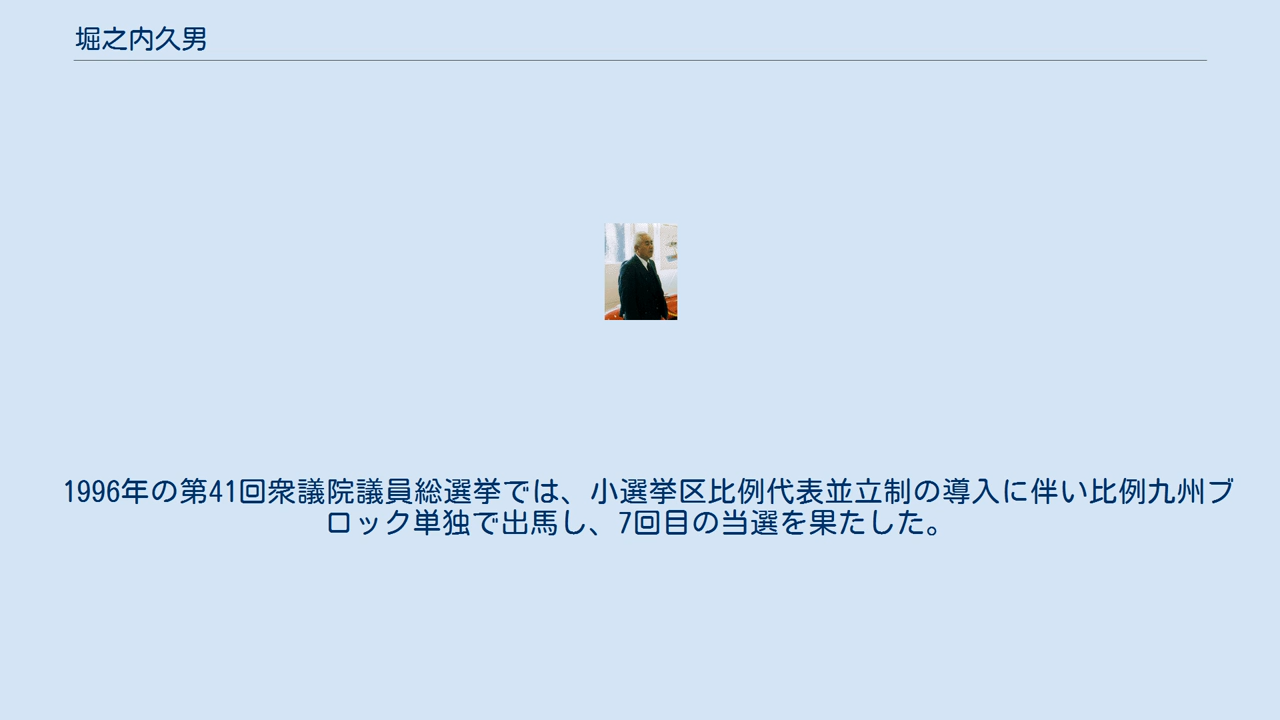 堀之内久男
1996年の第41回衆議院議員総選挙では、小選挙区比例代表並立制の導入に伴い比例九州ブ
ロック単独で出馬し、7回目の当選を果たした。